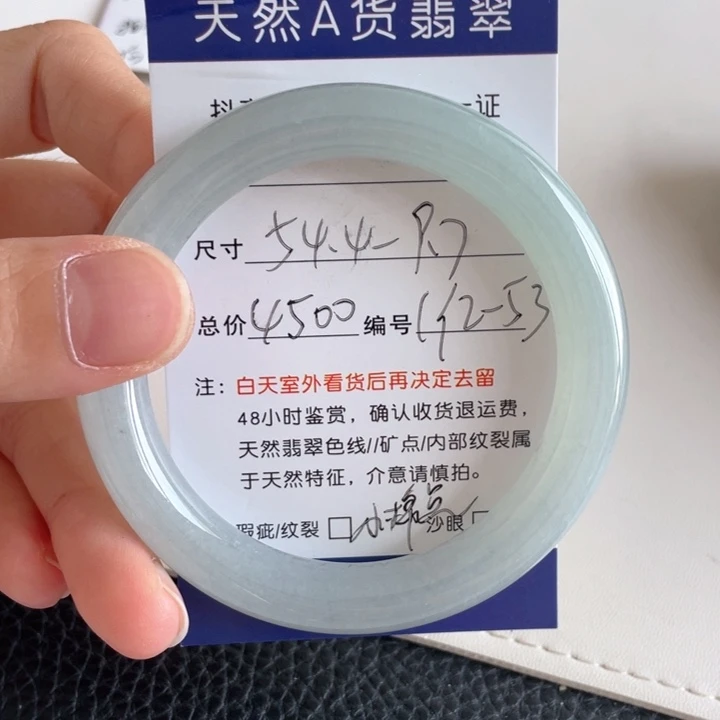 天然A货翡翠
证
尺寸 54.4-8.7
总价 4500 编号 192-53
注：白天室外看货后再决定去留
48小时鉴赏，确认收货退运费，
天然翡翠色线//矿点/内部纹裂属
于天然特征，介意请慎拍。
瑕疵/纹裂 □ 小棉点 沙眼